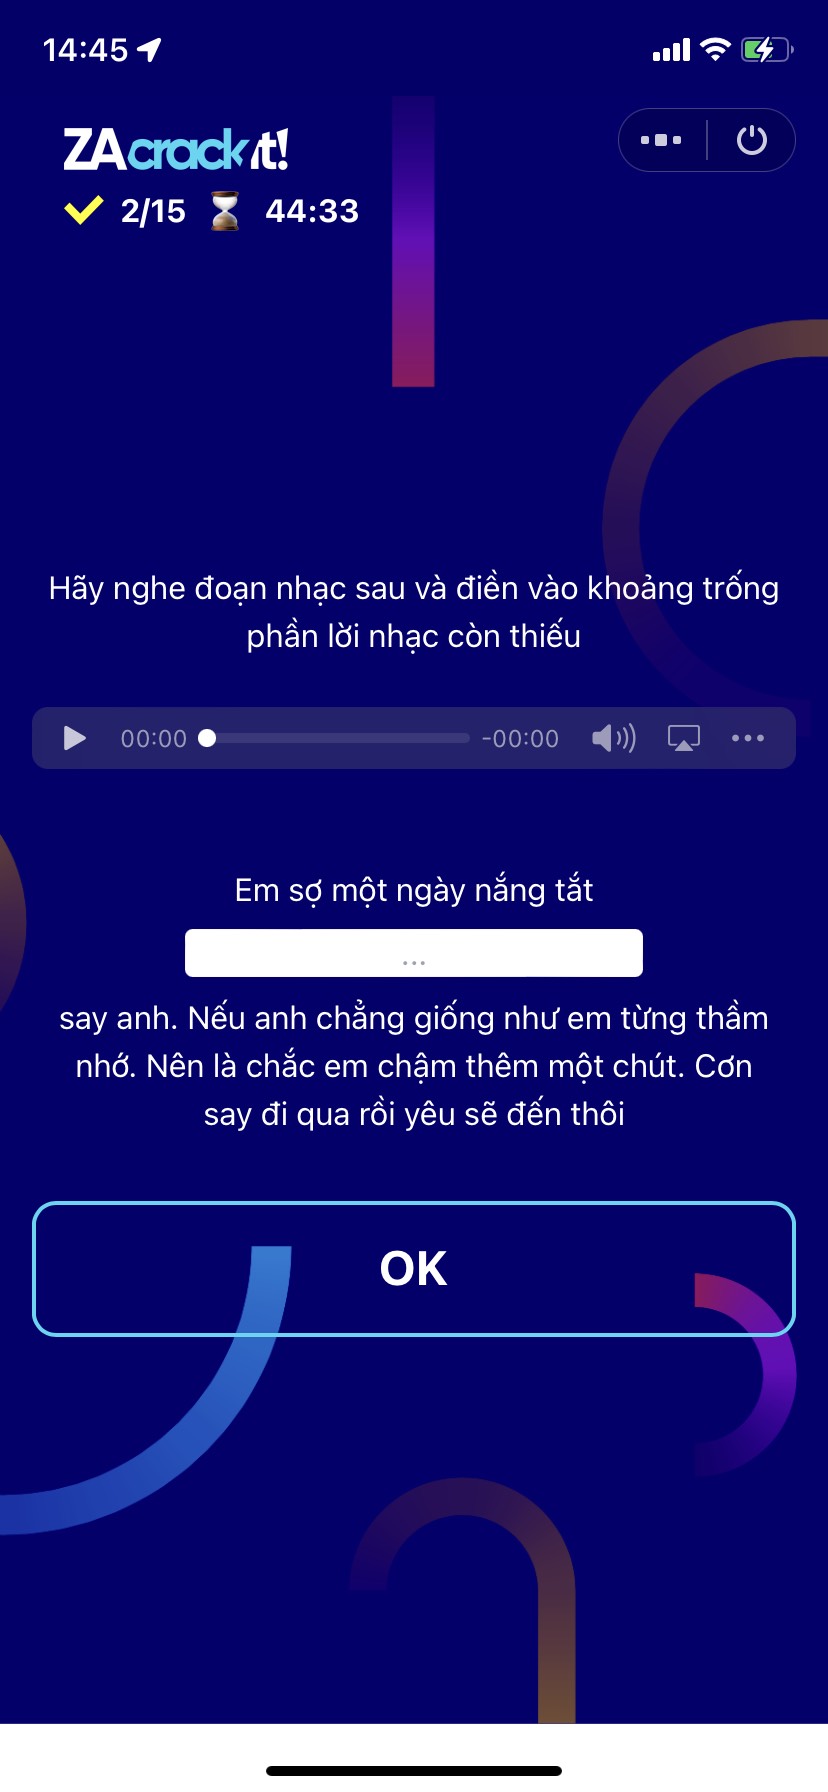 14:45
ZAcrackit!
2/15 44:33
Hãy nghe đoạn nhạc sau và điền vào khoảng trống
phần lời nhạc còn thiếu
00:00 -00:00
Em sợ một ngày nắng tắt
...
say anh. Nếu anh chẳng giống như em từng thầm
nhớ. Nên là chắc em chậm thêm một chút. Cơn
say đi qua rồi yêu sẽ đến thôi
OK